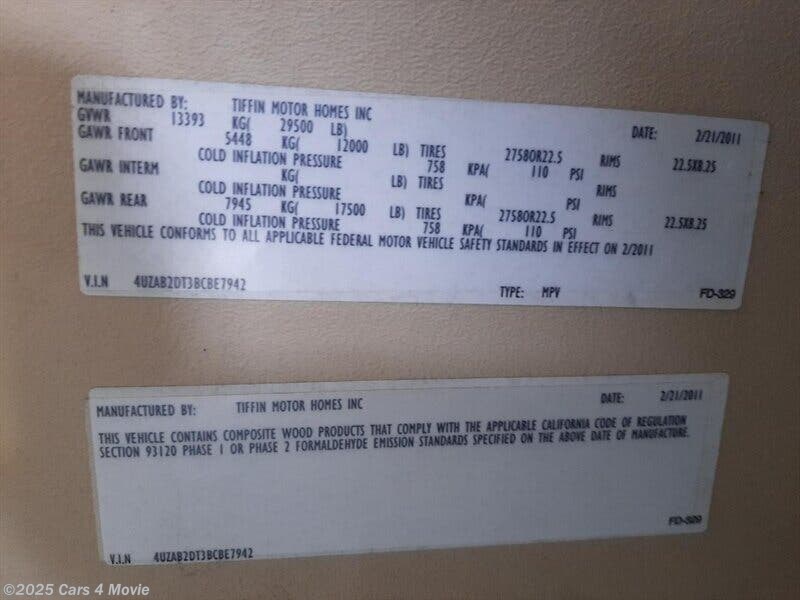 MANUFACTURED BY: TIFFIN MOTOR HOMES INC DATE: 2/21/2011
GVWR 13393 KG( 29500 LB)
GAWR FRONT 5448 KG( 12000 LB) TIRES 27580R22.5 RIMS 22.5X8.25
COLD INFLATION PRESSURE 758 KPA( 110 PSI
GAWR INTERM KG( LB) TIRES RIMS
COLD INFLATION PRESSURE KPA( PSI
GAWR REAR 7945 KG( 17500 LB) TIRES 27580R22.5 RIMS 22.5X8.25
COLD INFLATION PRESSURE 758 KPA( 110 PSI
THIS VEHICLE CONFORMS TO ALL APPLICABLE FEDERAL MOTOR VEHICLE SAFETY STANDARDS IN EFFECT ON 2/2011
V.I.N 4UZAB2DT3BCBE7942 TYPE: MPV FD-329
MANUFACTURED BY: TIFFIN MOTOR HOMES INC DATE: 2/21/2011
THIS VEHICLE CONTAINS COMPOSITE WOOD PRODUCTS THAT COMPLY WITH THE APPLICABLE CALIFORNIA CODE OF REGULATION
SECTION 93120 PHASE 1 OR PHASE 2 FORMALDEHYDE EMISSION STANDARDS SPECIFIED ON THE ABOVE DATE OF MANUFACTURE.
FD-329
V.I.N 4UZAB2DT3BCBE7942
©2025 Cars 4 Movie